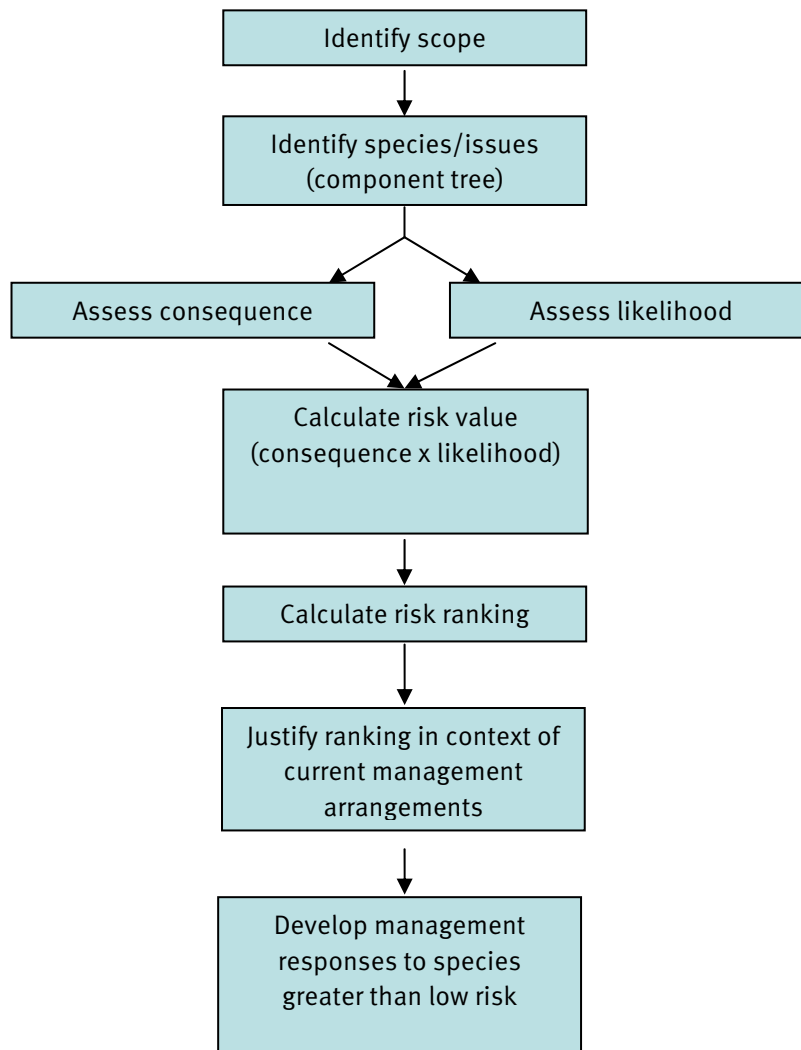 Identify scope
Identify species/issues
(component tree)
Assess consequence
Assess likelihood
Calculate risk value
(consequence x likelihood)
Calculate risk ranking
Justify ranking in context of
current management
arrangements
Develop management
responses to species
greater than low risk